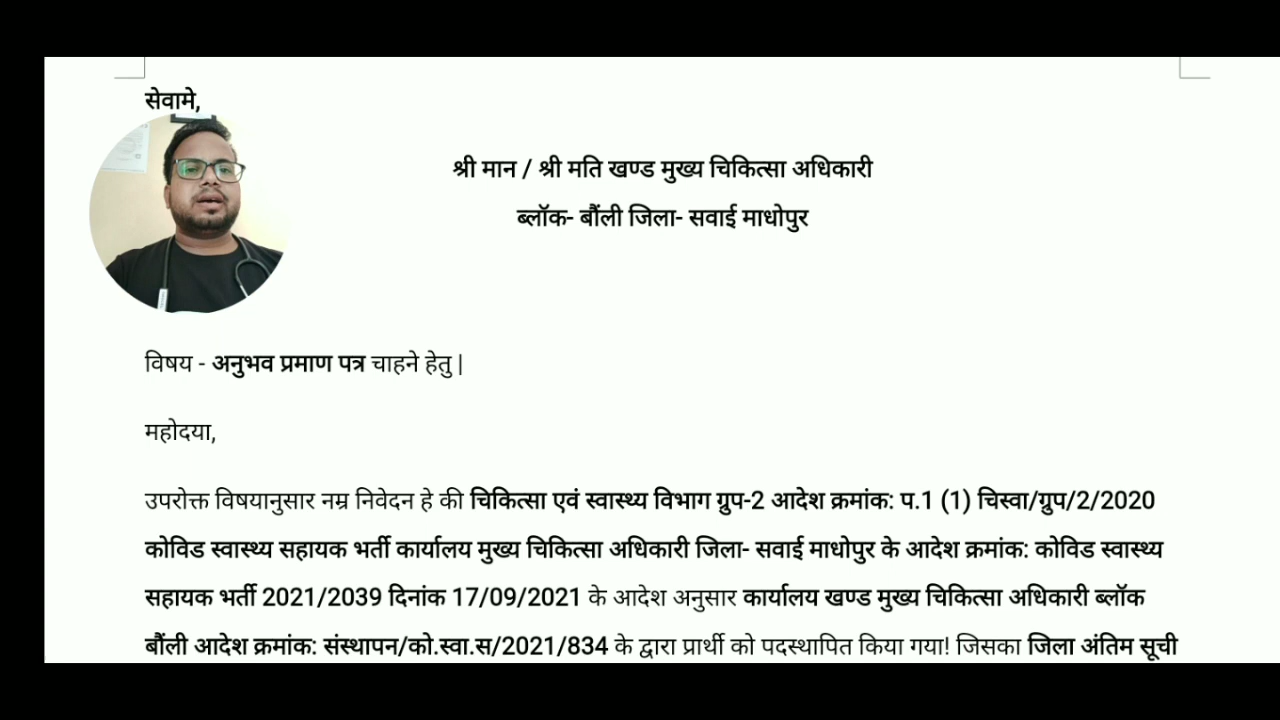 सेवामे,
श्री मान / श्री मति खण्ड मुख्य चिकित्सा अधिकारी
ब्लॉक- बौंली जिला- सवाई माधोपुर
विषय - अनुभव प्रमाण पत्र चाहने हेतु |
महोदया,
उपरोक्त विषयानुसार नम्र निवेदन हे की चिकित्सा एवं स्वास्थ्य विभाग ग्रुप-2 आदेश क्रमांक: प.1 (1) चिस्वा/ग्रुप/2/2020
कोविड स्वास्थ्य सहायक भर्ती कार्यालय मुख्य चिकित्सा अधिकारी जिला- सवाई माधोपुर के आदेश क्रमांक: कोविड स्वास्थ्य
सहायक भर्ती 2021/2039 दिनांक 17/09/2021 के आदेश अनुसार कार्यालय खण्ड मुख्य चिकित्सा अधिकारी ब्लॉक
बौंली आदेश क्रमांक: संस्थापन/को.स्वा.स/2021/834 के द्वारा प्रार्थी को पदस्थापित किया गया! जिसका जिला अंतिम सूची